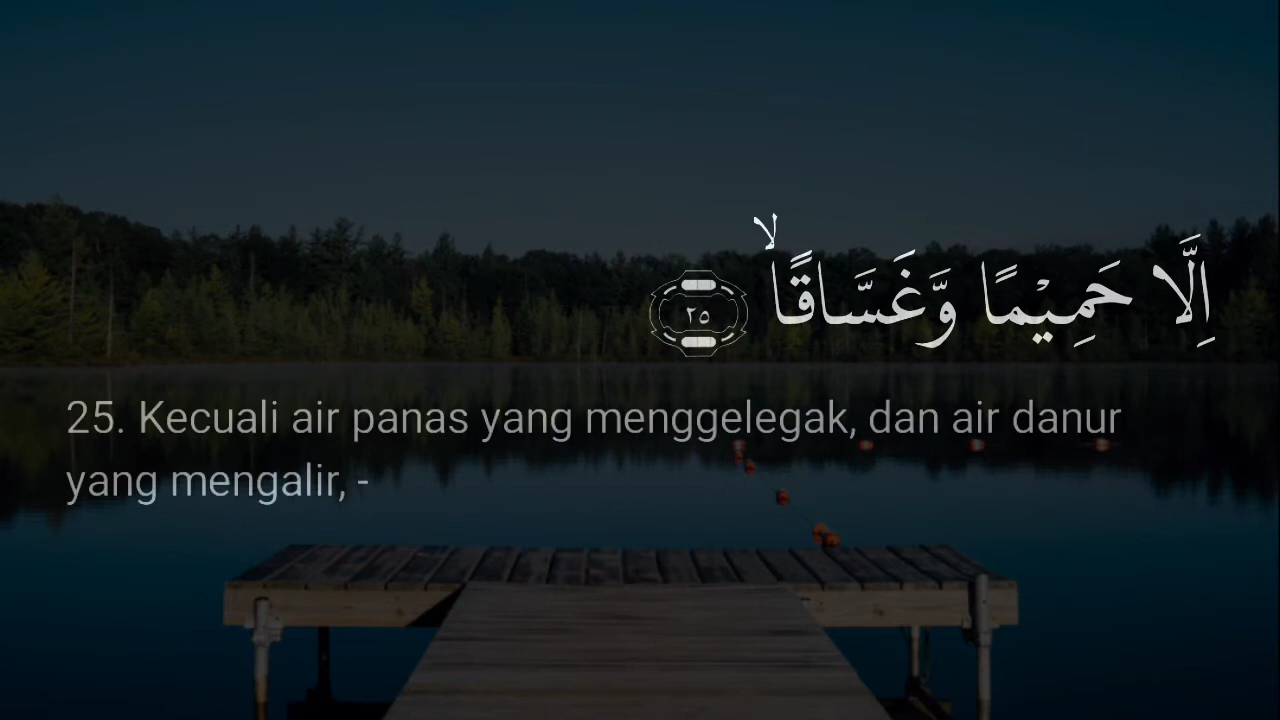 اِلَّا حَمِيْمًا وَّغَسَّاقًاۙ ٢٥
25. Kecuali air panas yang menggelegak, dan air danur
yang mengalir, -